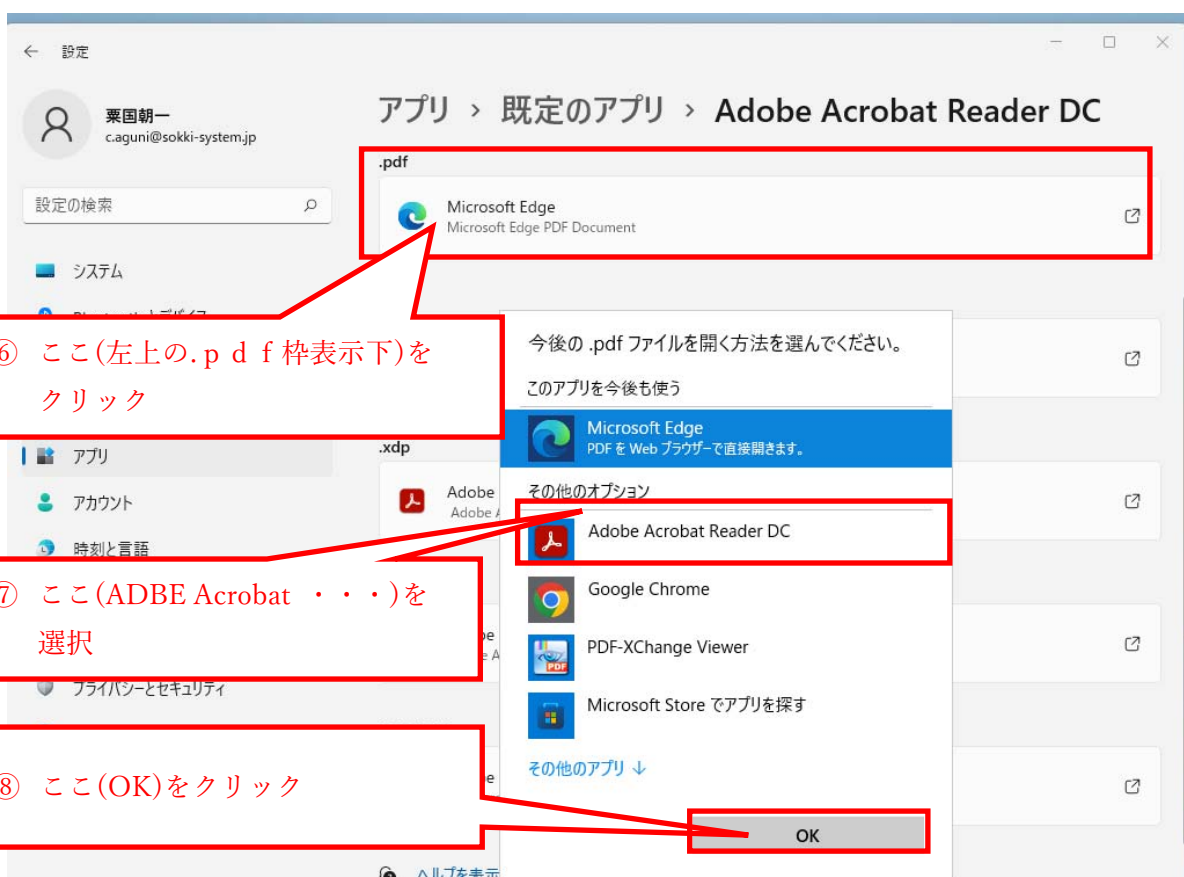 ← 設定
粟国朝一
c.aguni@sokki-system.jp
設定の検索
システム
アプリ
アカウント
時刻と言語
プライバシーとセキュリティ
アプリ > 既定のアプリ > Adobe Acrobat Reader DC
.pdf
Microsoft Edge
Microsoft Edge PDF Document
⑥ ここ(左上の.ｐｄｆ枠表示下)を
クリック
.xdp
Adobe
Adobe
⑦ ここ(ADBE Acrobat ・・・)を
選択
⑧ ここ(OK)をクリック
今後の .pdf ファイルを開く方法を選んでください。
このアプリを今後も使う
Microsoft Edge
PDF を Web ブラウザーで直接開きます。
その他のオプション
Adobe Acrobat Reader DC
Google Chrome
PDF-XChange Viewer
Microsoft Store でアプリを探す
その他のアプリ ↓
OK
ヘルプを表示